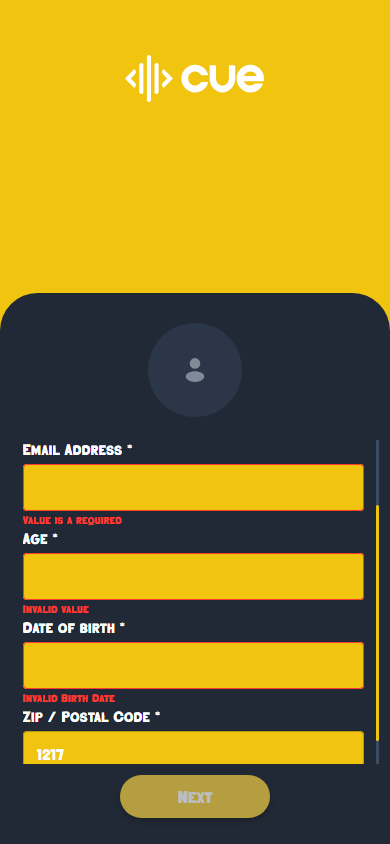 cue
Email Address *
Value is a required
Age *
Invalid value
Date of birth *
Invalid Birth Date
Zip / Postal Code *
1217
Next